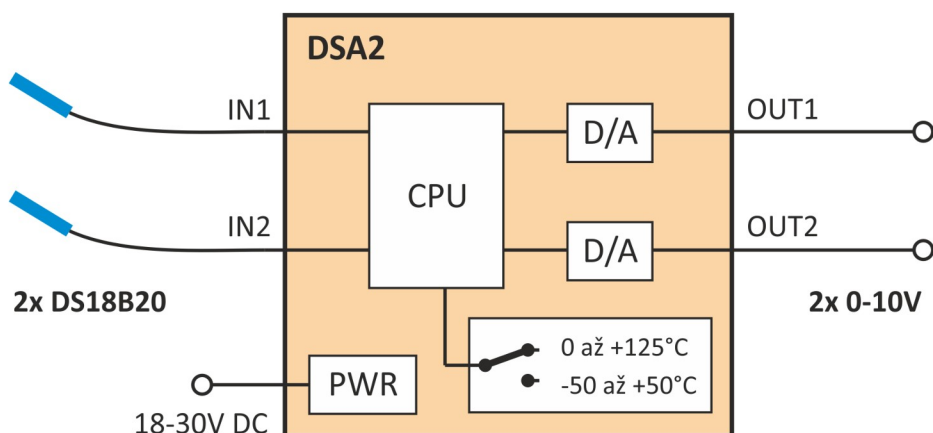 DSA2
IN1
OUT1
D/A
CPU
IN2
OUT2
D/A
2x DS18B20
2x 0-10V
0 až +125°C
-50 až +50°C
PWR
18-30V DC